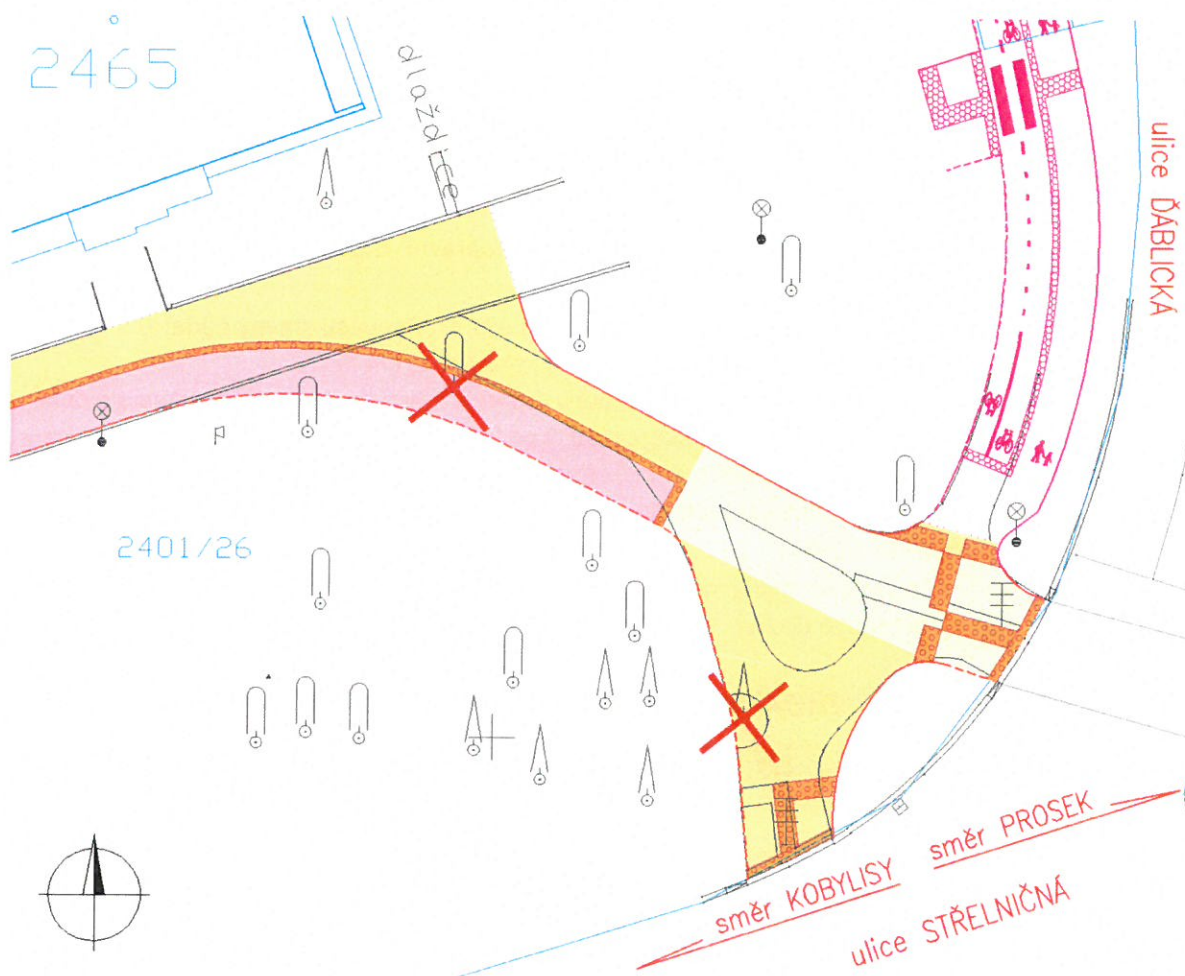 2465
dlaždice
ulice ĎÁBLICKÁ
2401/26
směr KOBYLISY
směr PROSEK
ulice STŘELNIČNÁ